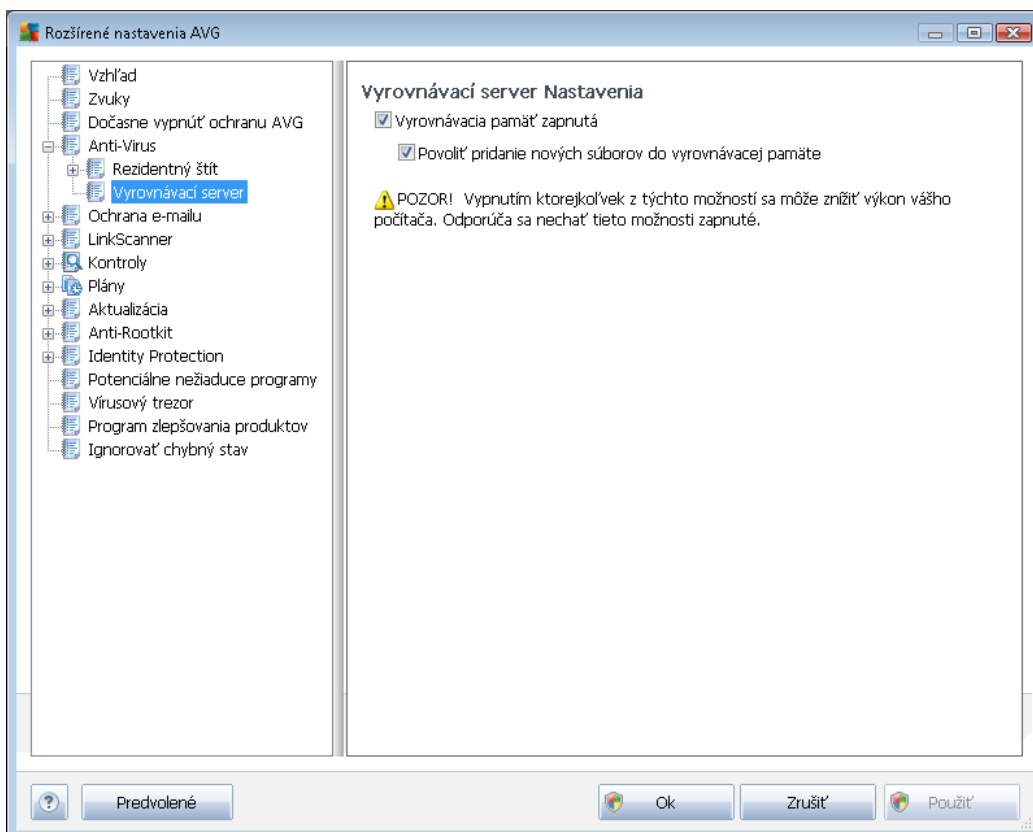 Rozšírené nastavenia AVG
Vzhľad
Zvuky
Dočasne vypnúť ochranu AVG
Anti-Virus
Rezidentný štít
Vyrovnávací server
Ochrana e-mailu
LinkScanner
Kontroly
Plány
Aktualizácia
Anti-Rootkit
Identity Protection
Potenciálne nežiaduce programy
Vírusový trezor
Program zlepšovania produktov
Ignorovať chybný stav
Vyrovnávací server Nastavenia
Vyrovnávacia pamäť zapnutá
Povoliť pridanie nových súborov do vyrovnávacej pamäte
POZOR! Vypnutím ktorejkoľvek z týchto možností sa môže znížiť výkon vášho
počítača. Odporúča sa nechať tieto možnosti zapnuté.
?
Predvolené
Ok
Zrušiť
Použiť